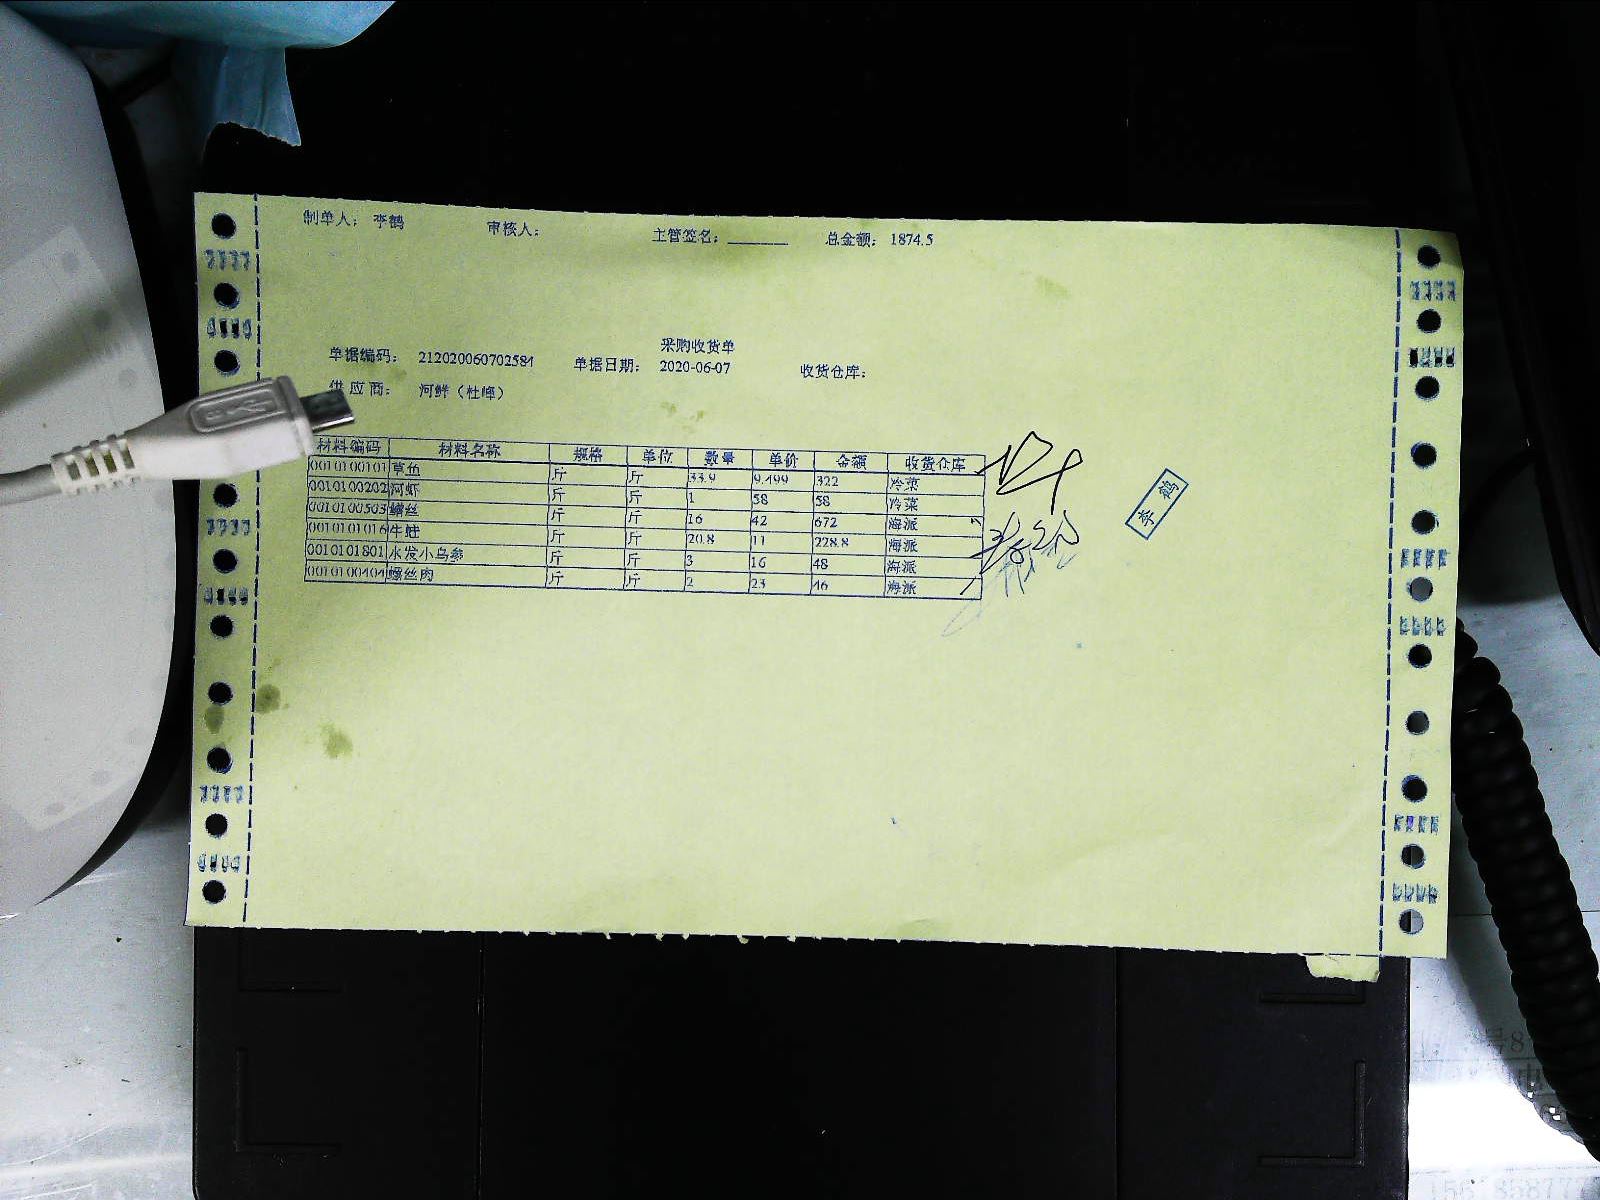 制单人： 李鹤 审核人： 主管签名：______ 总金额： 1874.5
采购收货单
单据编码： 212020060702584 单据日期： 2020-06-07 收货仓库：
供应商： 河鲜（杜峰）
材料编码 材料名称 规格 单位 数量 单价 金额 收货仓库
0010100101 草鱼 斤 斤 33.9 9.499 322 冷菜
0010100202 河虾 斤 斤 1 58 58 冷菜
0010100503 鳝丝 斤 斤 16 42 672 海派
0010101016 牛蛙 斤 斤 20.8 11 228.8 海派
0010101801 水发小乌参 斤 斤 3 16 48 海派
0010100404 螺丝肉 斤 斤 2 23 46 海派
李鹤